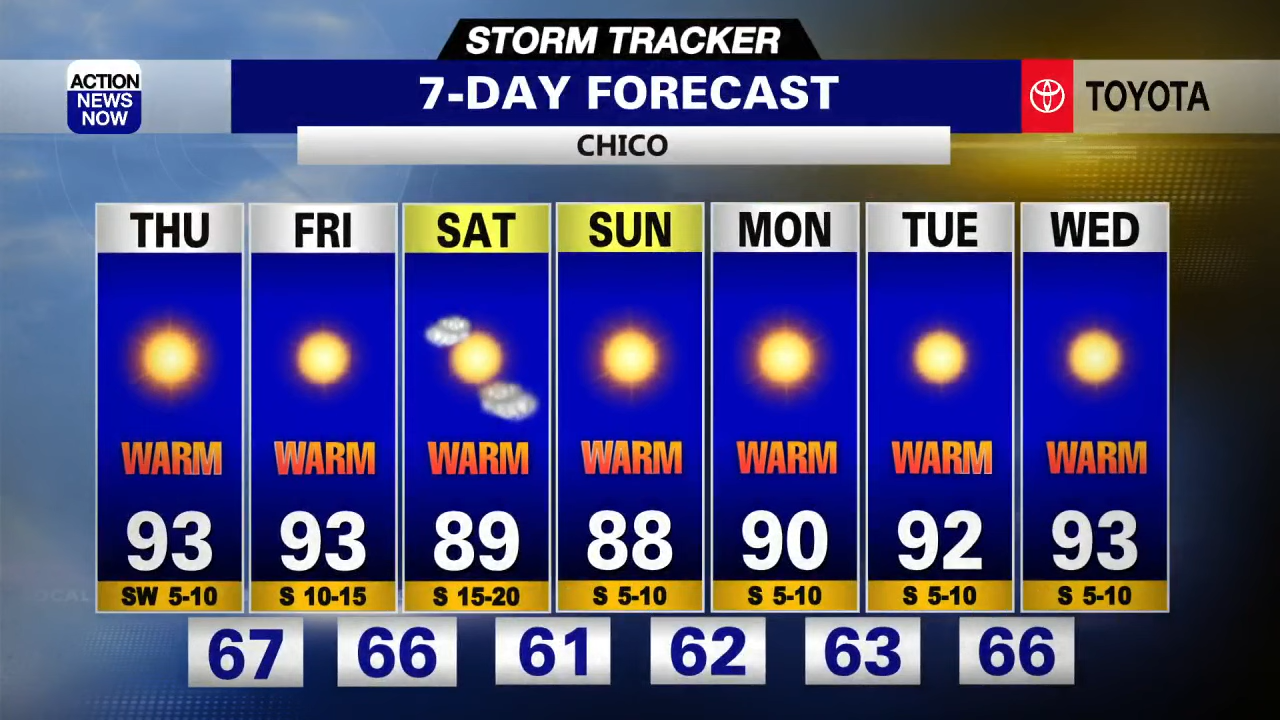 STORM TRACKER
ACTION
NEWS
NOW
7-DAY FORECAST
TOYOTA
CHICO
THU FRI SAT SUN MON TUE WED
WARM WARM WARM WARM WARM WARM WARM
93 93 89 88 90 92 93
SW 5-10 S 10-15 S 15-20 S 5-10 S 5-10 S 5-10 S 5-10
67 66 61 62 63 66